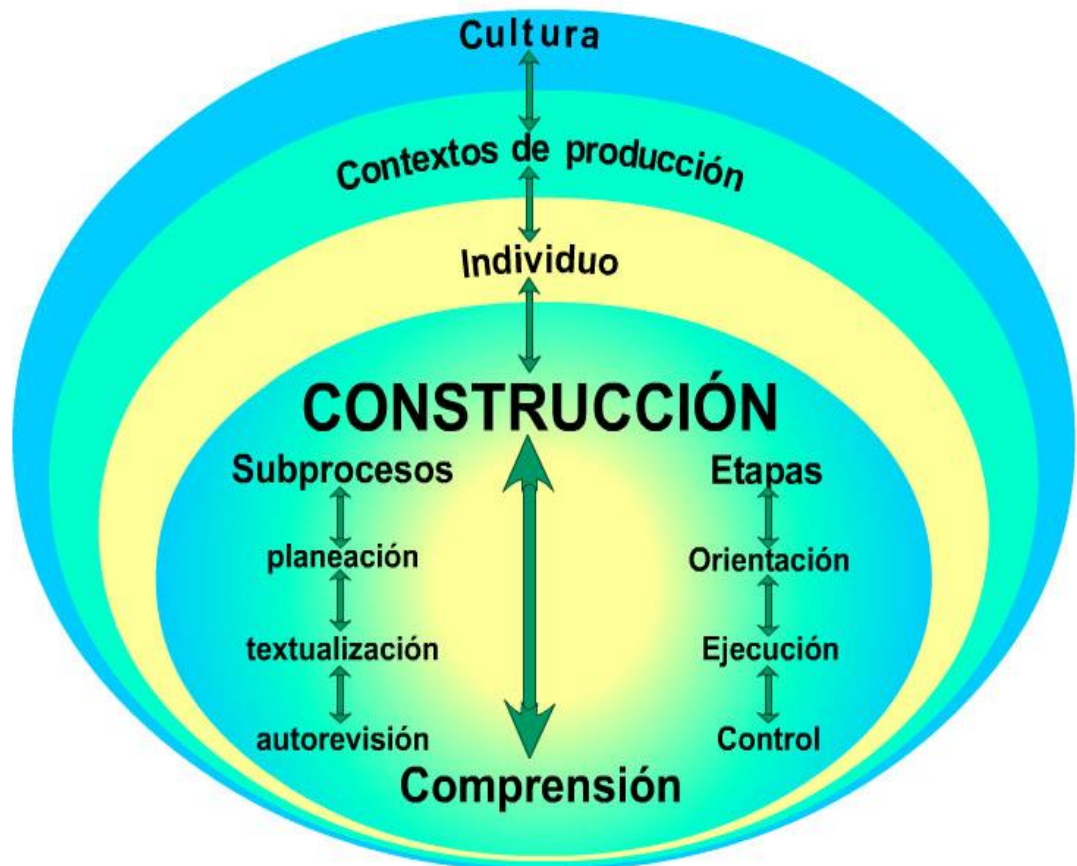 Cultura
Contextos de producción
Individuo
CONSTRUCCIÓN
Subprocesos
planeación
textualización
autorevisión
Etapas
Orientación
Ejecución
Control
Comprensión